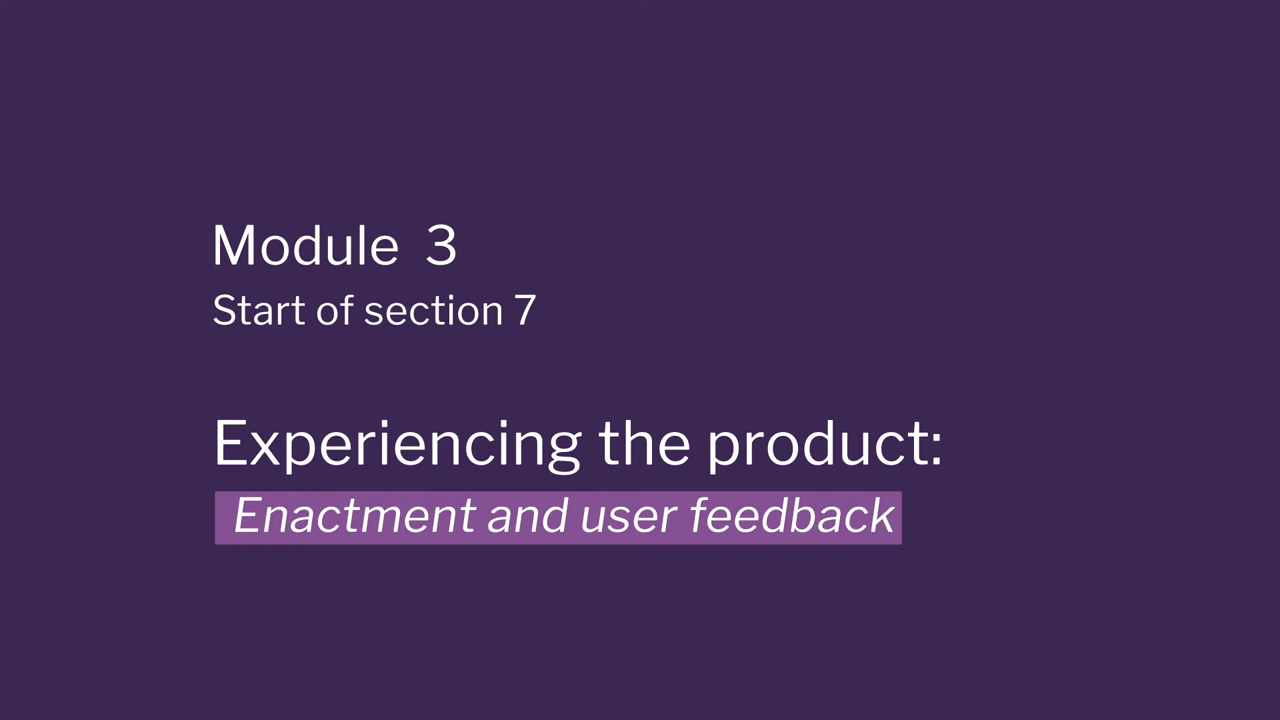 Module 3
Start of section 7
Experiencing the product:
Enactment and user feedback